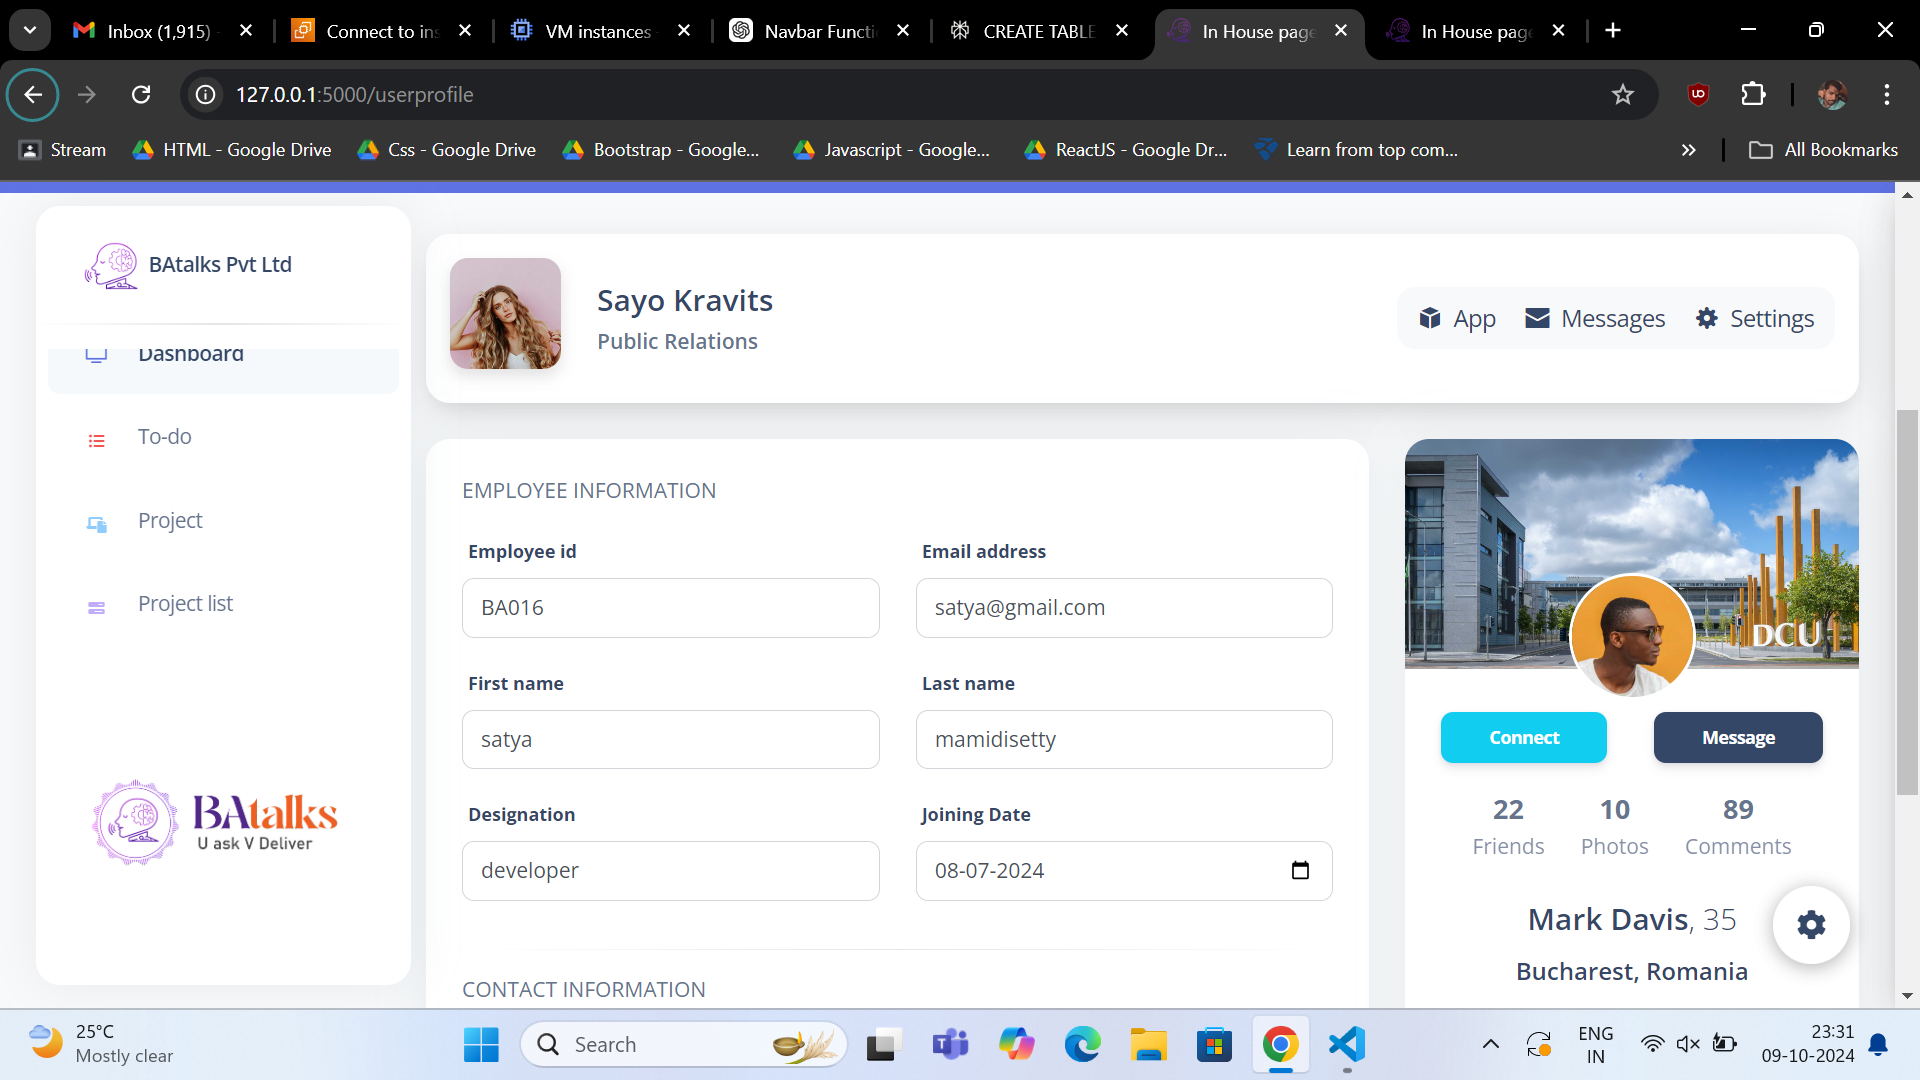 Inbox (1,915)
Connect to ins
VM instances
Navbar Functi
CREATE TABLE
In House page
In House page
127.0.0.1:5000/userprofile
Stream
HTML - Google Drive
Css - Google Drive
Bootstrap - Google...
Javascript - Google...
ReactJS - Google Dr...
Learn from top com...
All Bookmarks
BAtalks Pvt Ltd
Dashboard
To-do
Project
Project list
BAtalks
U ask V Deliver
Sayo Kravits
Public Relations
App
Messages
Settings
EMPLOYEE INFORMATION
Employee id
Email address
BA016
satya@gmail.com
First name
Last name
satya
mamidisetty
Designation
Joining Date
developer
08-07-2024
CONTACT INFORMATION
DCU
Connect
Message
22
10
89
Friends
Photos
Comments
Mark Davis, 35
Bucharest, Romania
25°C
Mostly clear
Search
ENG
IN
23:31
09-10-2024